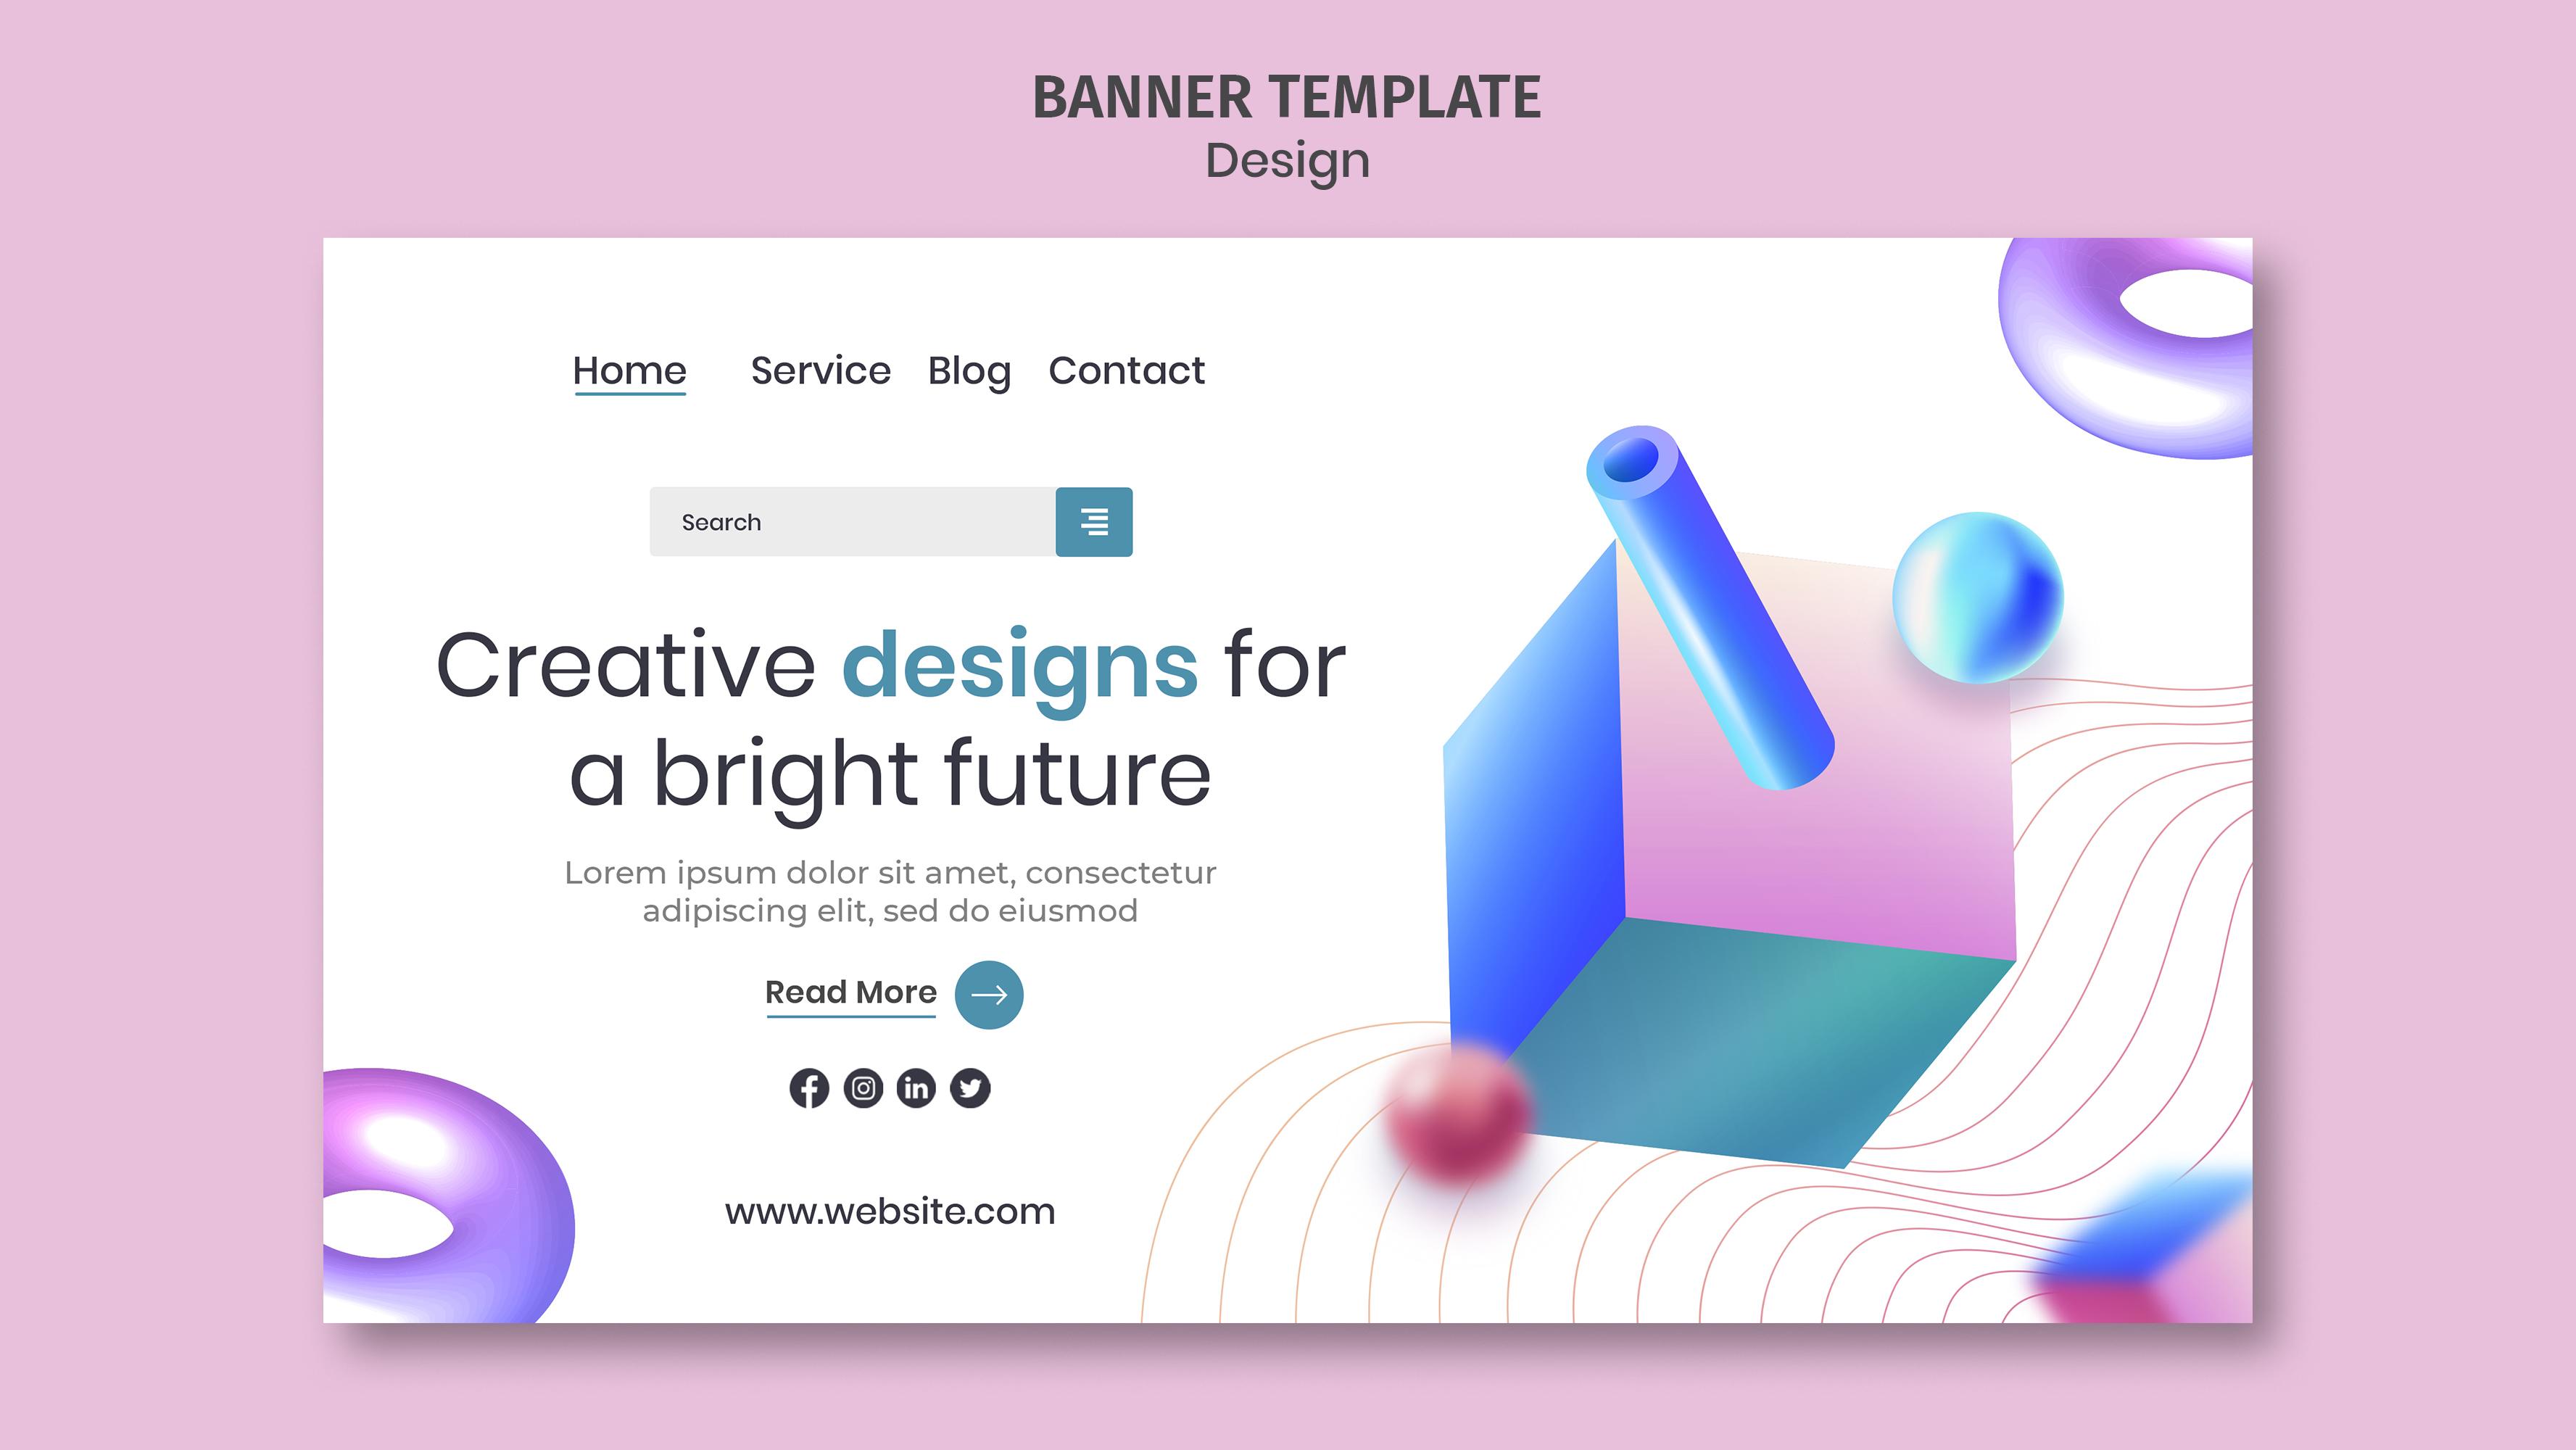 BANNER TEMPLATE
Design
Home Service Blog Contact
Search
Creative designs for
a bright future
Lorem ipsum dolor sit amet, consectetur
adipiscing elit, sed do eiusmod
Read More
in
www.website.com